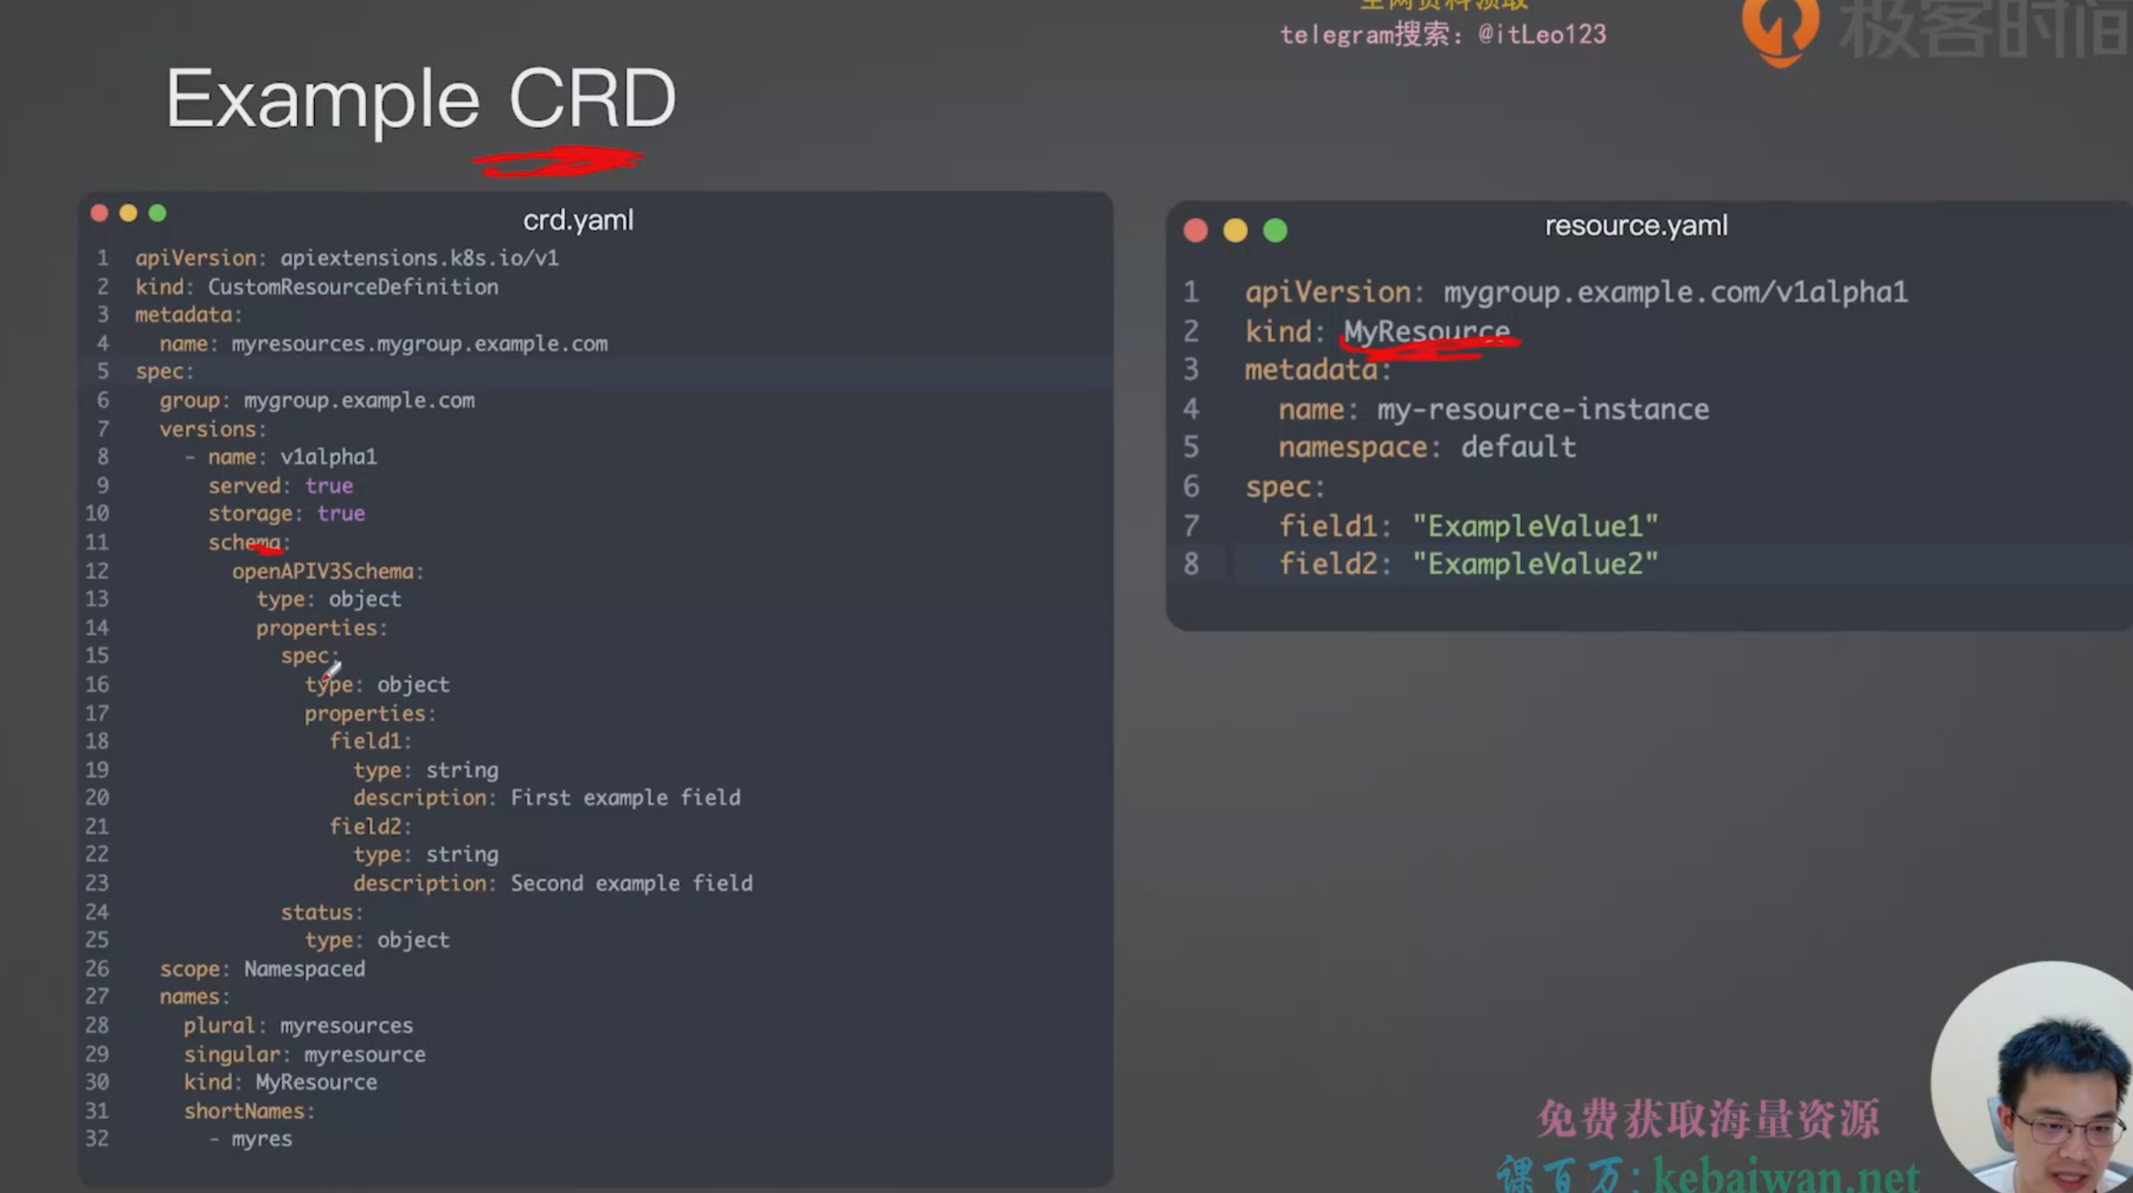 全网资料领取
telegram搜索：@itLeo123
极客时间
Example CRD
crd.yaml
1 apiVersion: apiextensions.k8s.io/v1
2 kind: CustomResourceDefinition
3 metadata:
4 name: myresources.mygroup.example.com
5 spec:
6 group: mygroup.example.com
7 versions:
8 - name: v1alpha1
9 served: true
10 storage: true
11 schema:
12 openAPIV3Schema:
13 type: object
14 properties:
15 spec:
16 type: object
17 properties:
18 field1:
19 type: string
20 description: First example field
21 field2:
22 type: string
23 description: Second example field
24 status:
25 type: object
26 scope: Namespaced
27 names:
28 plural: myresources
29 singular: myresource
30 kind: MyResource
31 shortNames:
32 - myres
resource.yaml
1 apiVersion: mygroup.example.com/v1alpha1
2 kind: MyResource
3 metadata:
4 name: my-resource-instance
5 namespace: default
6 spec:
7 field1: "ExampleValue1"
8 field2: "ExampleValue2"
免费获取海量资源
课百万：kebaiwan.net